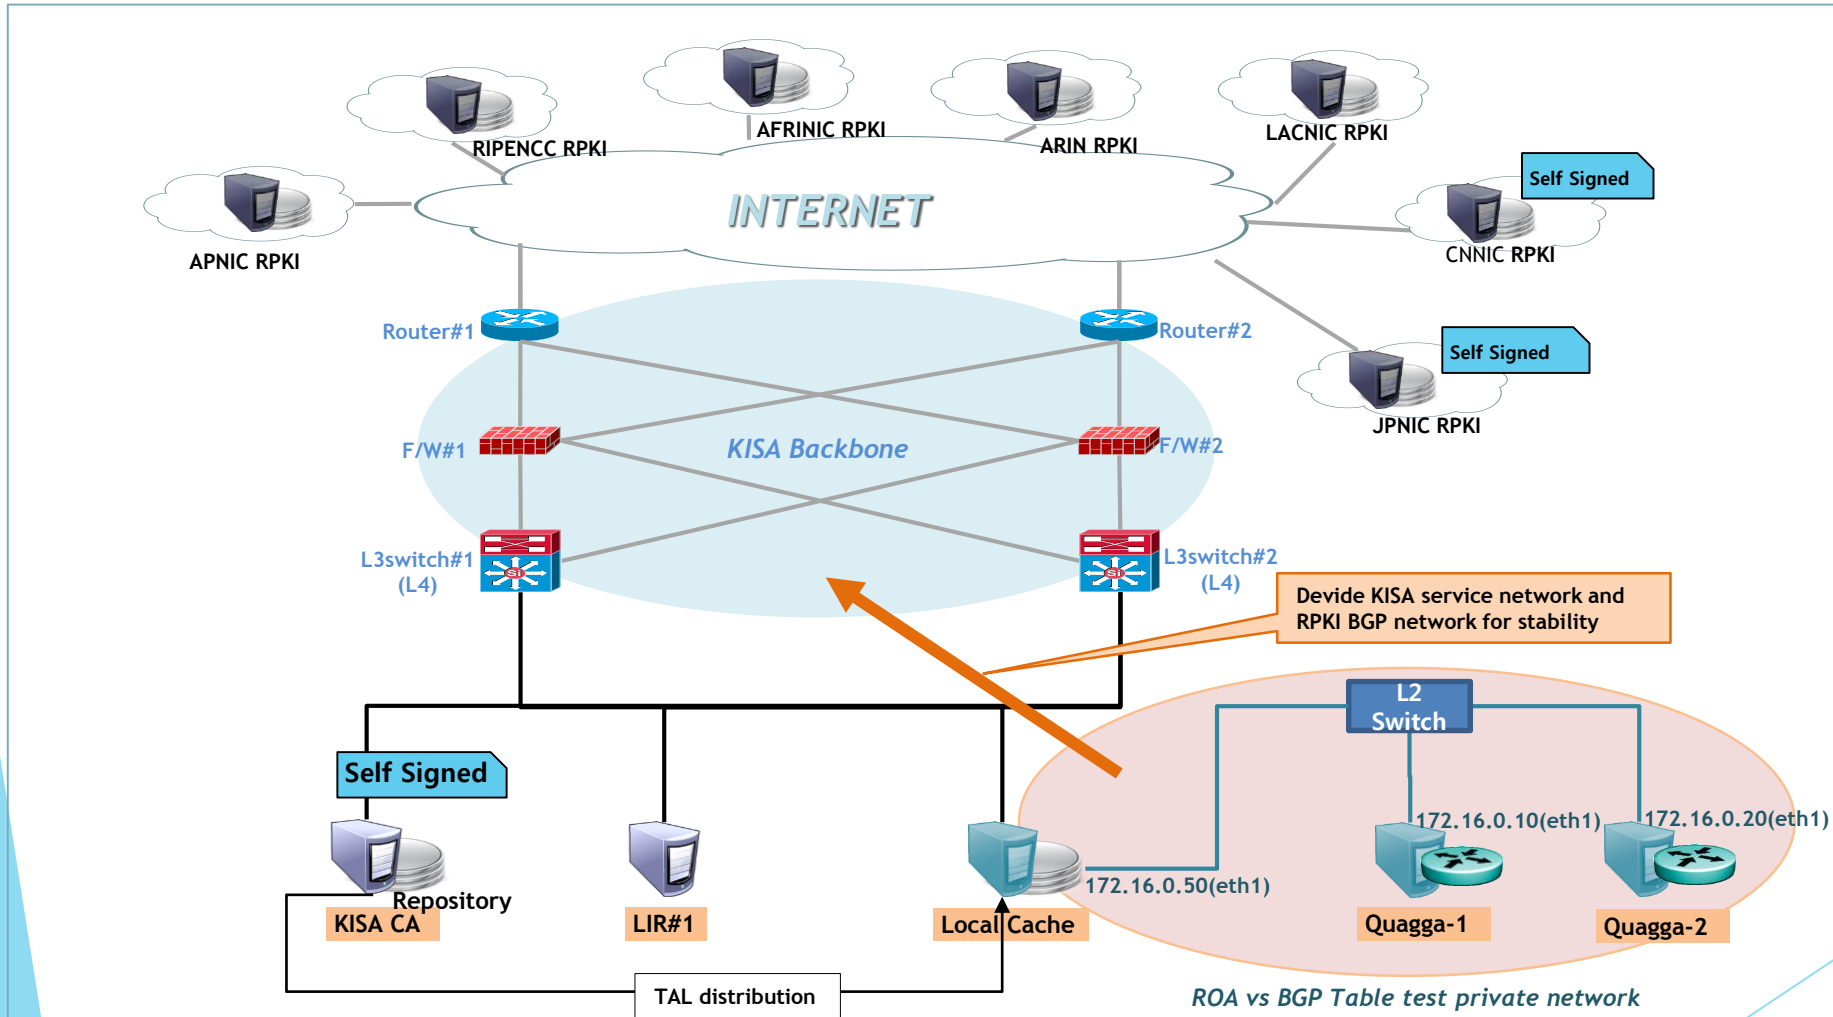 AFRINIC RPKI
LACNIC RPKI
RIPENCC RPKI
ARIN RPKI
Self Signed
INTERNET
CNNIC RPKI
APNIC RPKI
Router#1
Router#2
Self Signed
JPNIC RPKI
F/W#1
KISA Backbone
F/W#2
L3switch#1
(L4)
L3switch#2
(L4)
Devide KISA service network and
RPKI BGP network for stability
L2
Switch
Self Signed
172.16.0.10(eth1)
172.16.0.20(eth1)
172.16.0.50(eth1)
Repository
KISA CA
LIR#1
Local Cache
Quagga-1
Quagga-2
TAL distribution
ROA vs BGP Table test private network
Si
Si